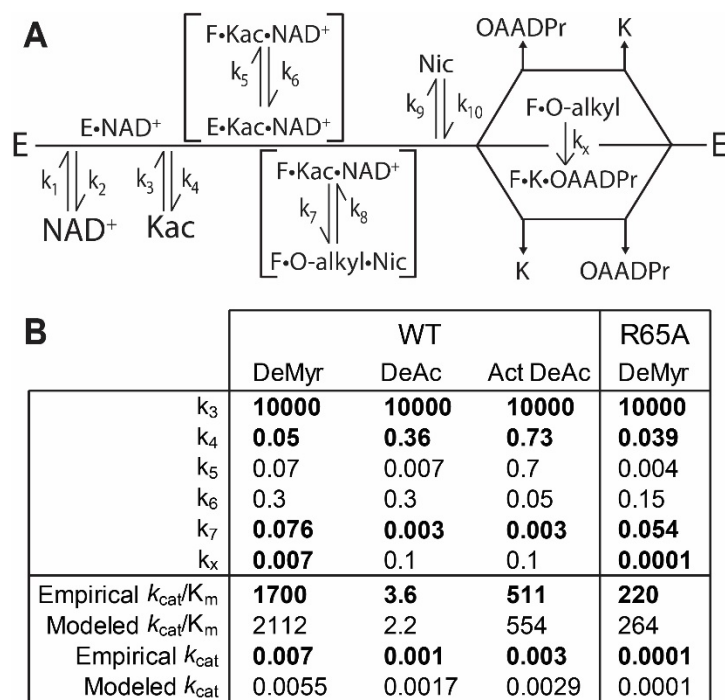 A
OAADPr K
F•Kac•NAD⁺
k₅ k₆
E•Kac•NAD⁺
Nic
k₉ k₁₀
E E•NAD⁺ F•O-alkyl E
kₓ
F•K•OAADPr
k₁ k₂ k₃ k₄
NAD⁺ Kac
F•Kac•NAD⁺
k₇ k₈
F•O-alkyl•Nic
K OAADPr
B WT R65A
DeMyr DeAc Act DeAc DeMyr
k₃ 10000 10000 10000 10000
k₄ 0.05 0.36 0.73 0.039
k₅ 0.07 0.007 0.7 0.004
k₆ 0.3 0.3 0.05 0.15
k₇ 0.076 0.003 0.003 0.054
kₓ 0.007 0.1 0.1 0.0001
Empirical kcat/Km 1700 3.6 511 220
Modeled kcat/Km 2112 2.2 554 264
Empirical kcat 0.007 0.001 0.003 0.0001
Modeled kcat 0.0055 0.0017 0.0029 0.0001